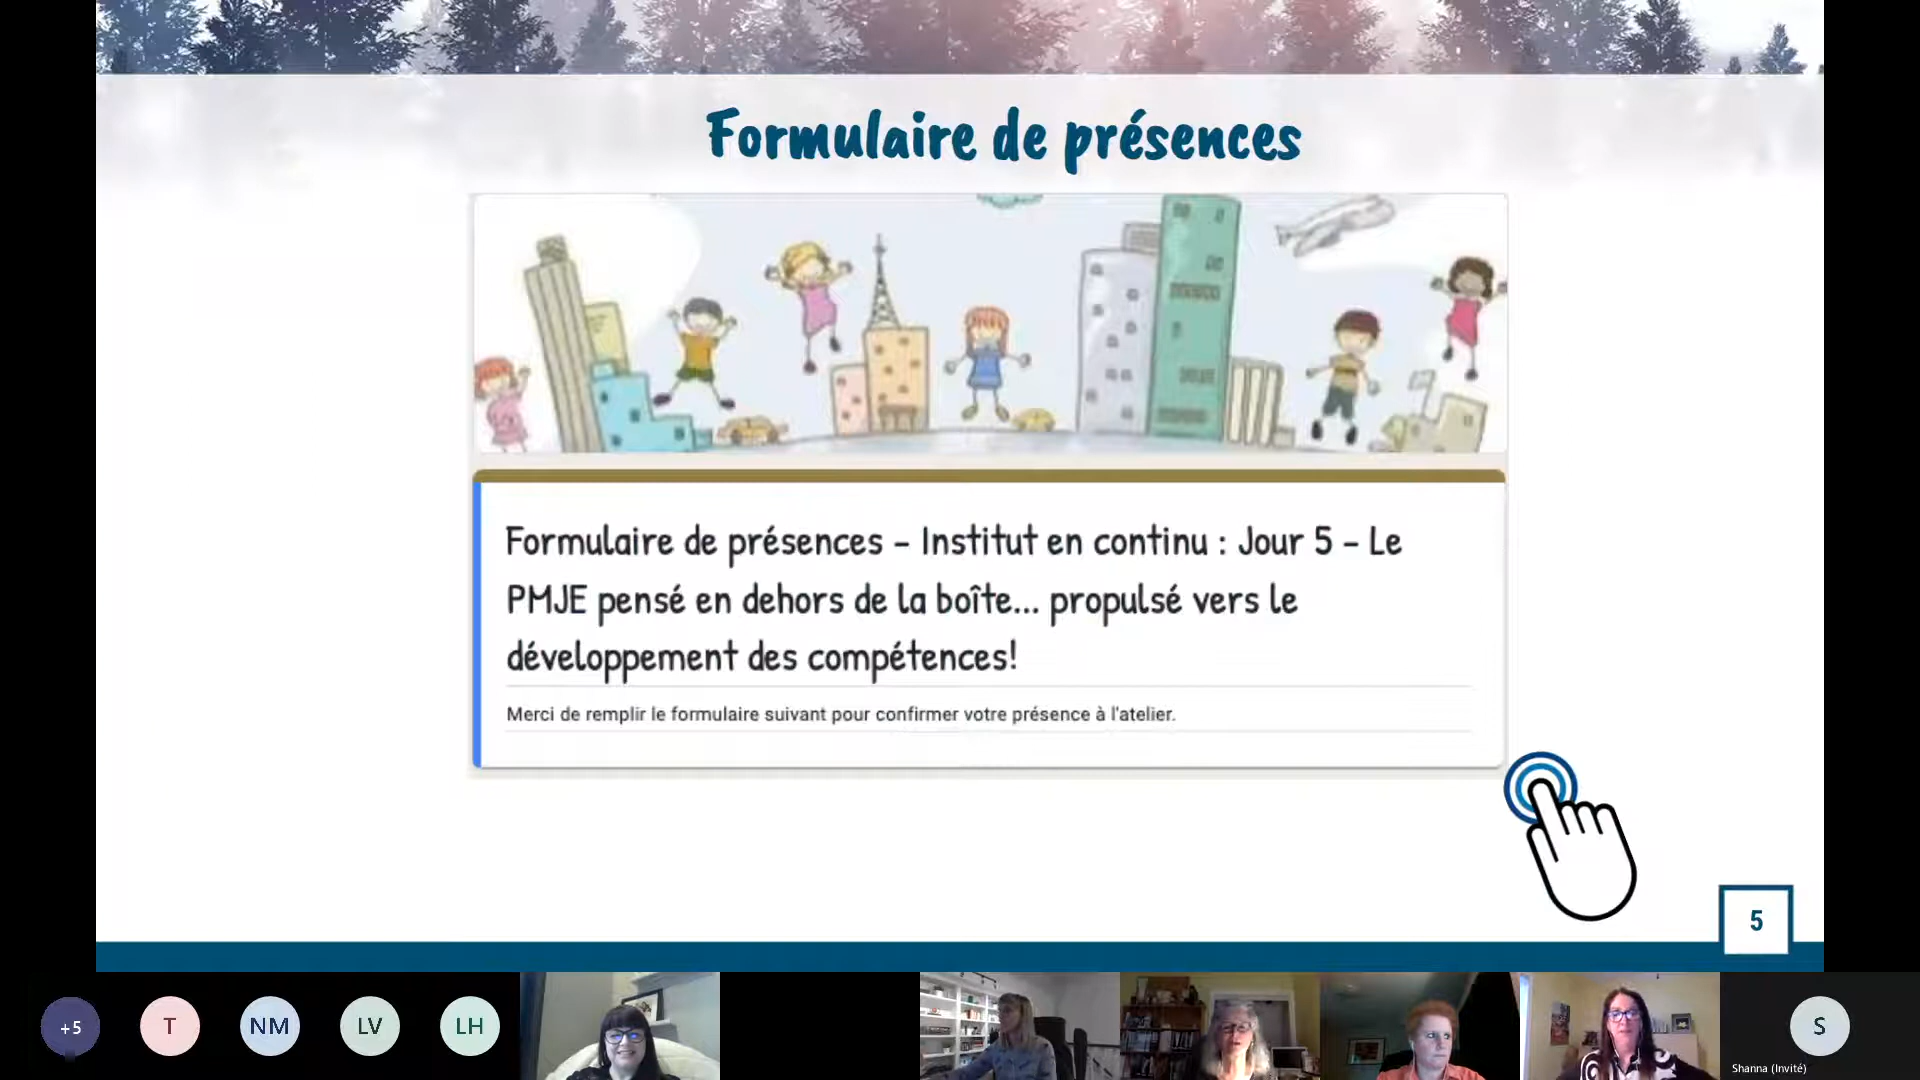 Formulaire de présences
Formulaire de présences - Institut en continu : Jour 5 - Le
PMJE pensé en dehors de la boîte... propulsé vers le
développement des compétences!
Merci de remplir le formulaire suivant pour confirmer votre présence à l'atelier.
5
+5
T
NM
LV
LH
S
Shanna (Invité)